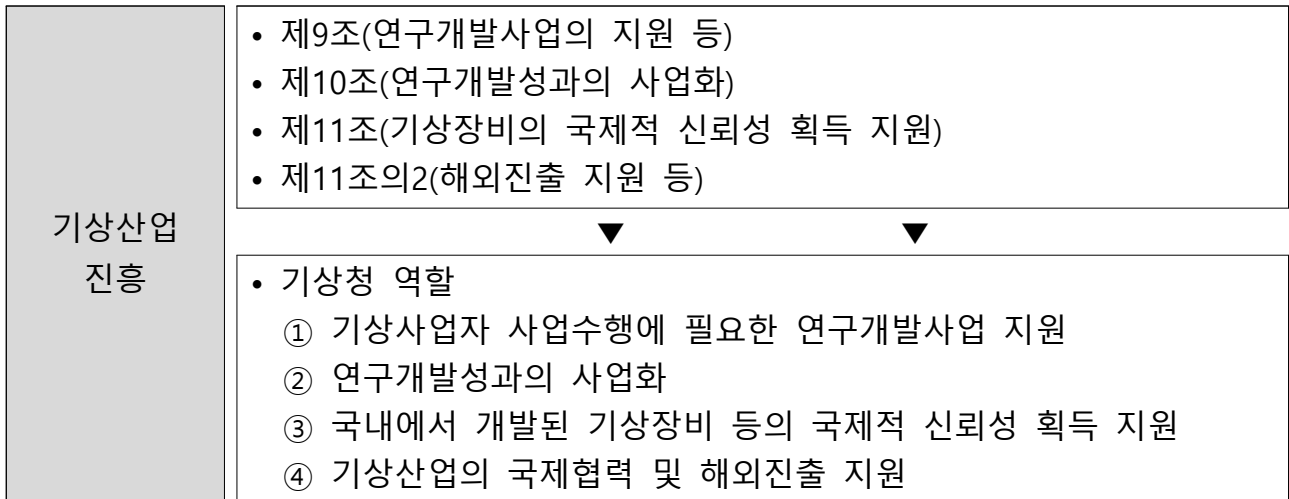 기상산업
진흥
• 제9조(연구개발사업의 지원 등)
• 제10조(연구개발성과의 사업화)
• 제11조(기상장비의 국제적 신뢰성 획득 지원)
• 제11조의2(해외진출 지원 등)
▼ ▼
• 기상청 역할
① 기상사업자 사업수행에 필요한 연구개발사업 지원
② 연구개발성과의 사업화
③ 국내에서 개발된 기상장비 등의 국제적 신뢰성 획득 지원
④ 기상산업의 국제협력 및 해외진출 지원